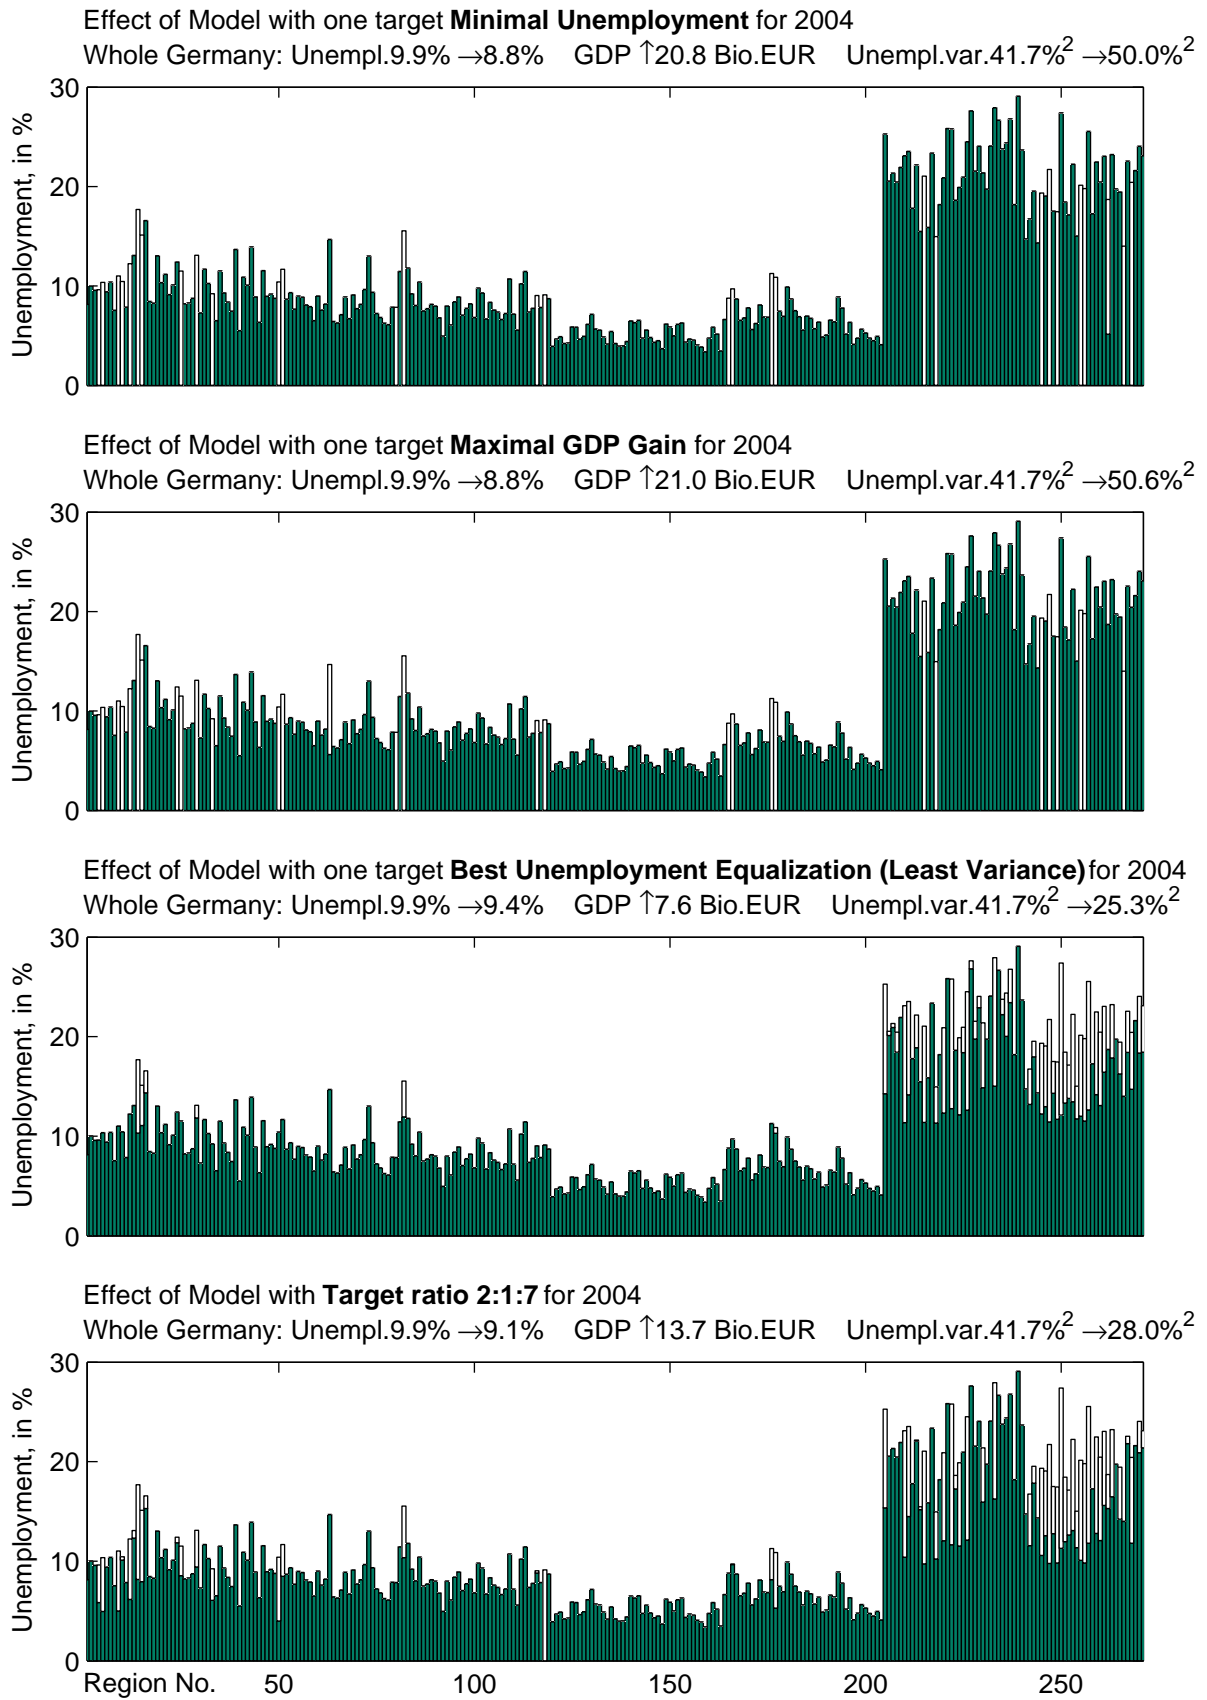 Effect of Model with one target Minimal Unemployment for 2004
Whole Germany: Unempl.9.9% →8.8% GDP ↑20.8 Bio.EUR Unempl.var.41.7%² →50.0%²
30
20
10
0
Unemployment, in %
Effect of Model with one target Maximal GDP Gain for 2004
Whole Germany: Unempl.9.9% →8.8% GDP ↑21.0 Bio.EUR Unempl.var.41.7%² →50.6%²
30
20
10
0
Unemployment, in %
Effect of Model with one target Best Unemployment Equalization (Least Variance) for 2004
Whole Germany: Unempl.9.9% →9.4% GDP ↑7.6 Bio.EUR Unempl.var.41.7%² →25.3%²
30
20
10
0
Unemployment, in %
Effect of Model with Target ratio 2:1:7 for 2004
Whole Germany: Unempl.9.9% →9.1% GDP ↑13.7 Bio.EUR Unempl.var.41.7%² →28.0%²
30
20
10
0
Unemployment, in %
Region No. 50 100 150 200 250